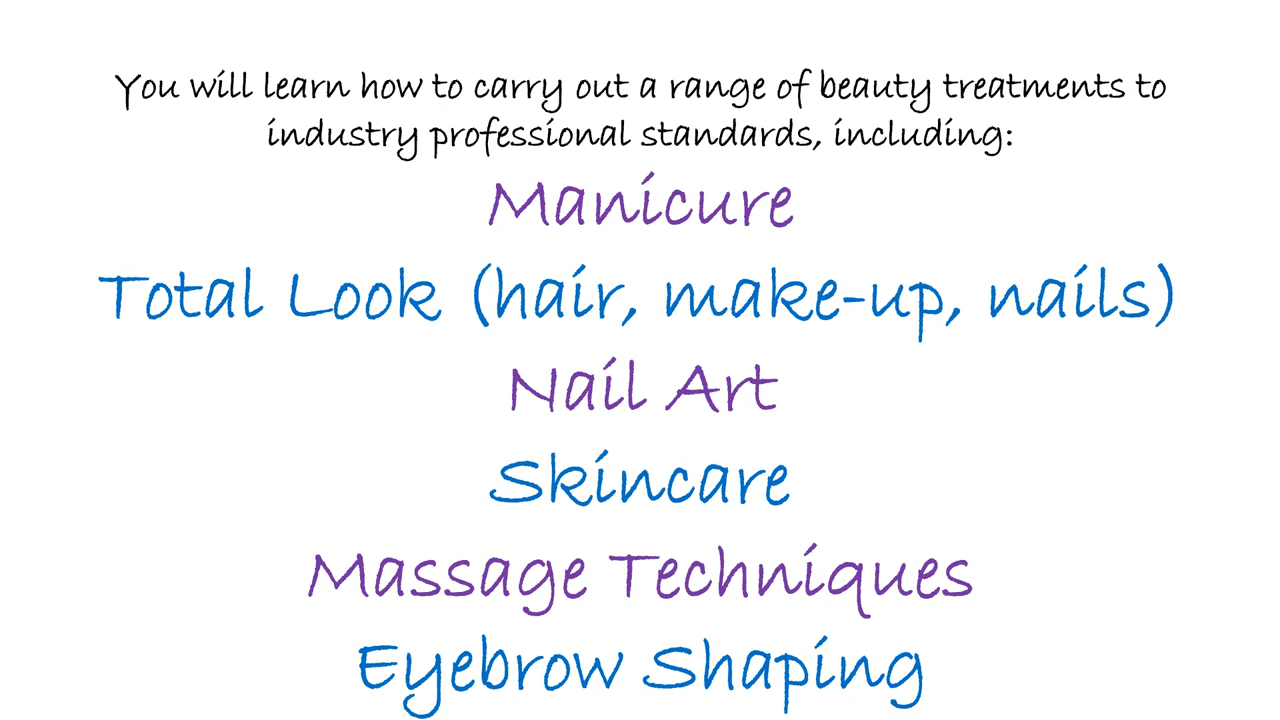 You will learn how to carry out a range of beauty treatments to
industry professional standards, including:
Manicure
Total Look (hair, make-up, nails)
Nail Art
Skincare
Massage Techniques
Eyebrow Shaping